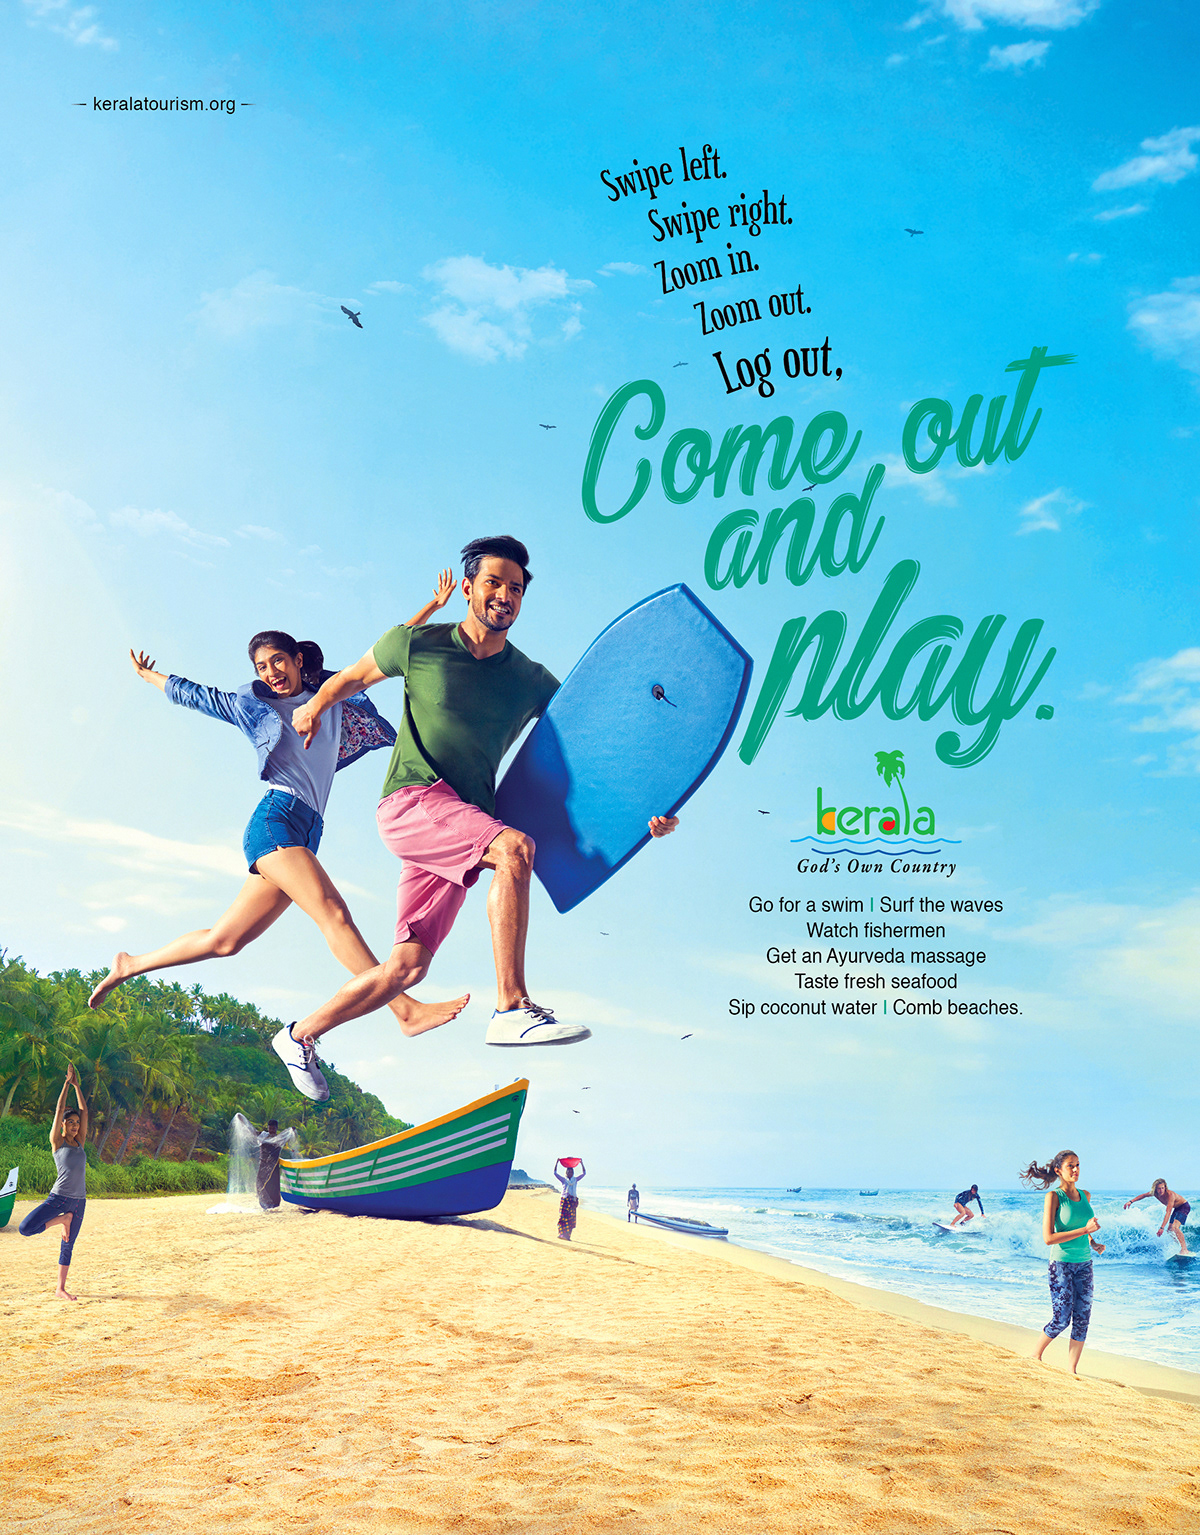 – keralatourism.org –
Swipe left.
Swipe right.
Zoom in.
Zoom out.
Log out,
Come out
and
play.
kerala
God's Own Country
Go for a swim | Surf the waves
Watch fishermen
Get an Ayurveda massage
Taste fresh seafood
Sip coconut water | Comb beaches.